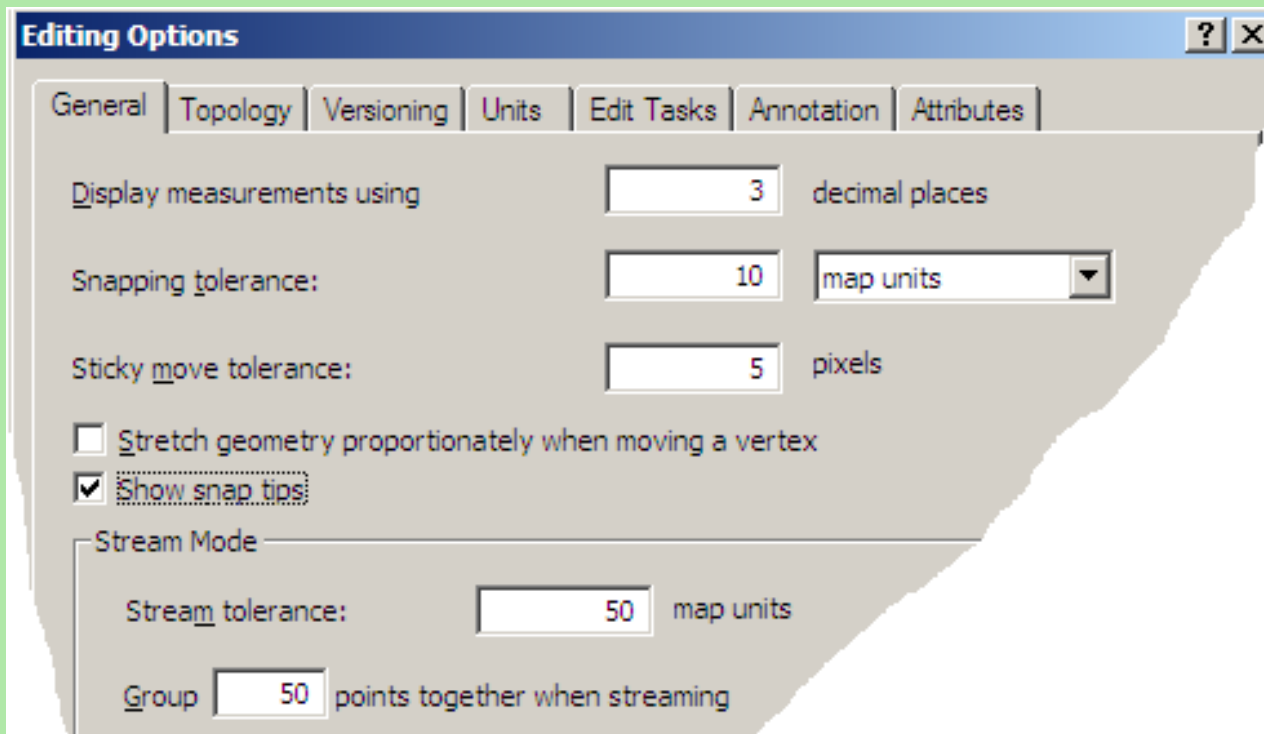 Editing Options
General Topology Versioning Units Edit Tasks Annotation Attributes
Display measurements using 3 decimal places
Snapping tolerance: 10 map units
Sticky move tolerance: 5 pixels
Stretch geometry proportionately when moving a vertex
Show snap tips
Stream Mode
Stream tolerance: 50 map units
Group 50 points together when streaming